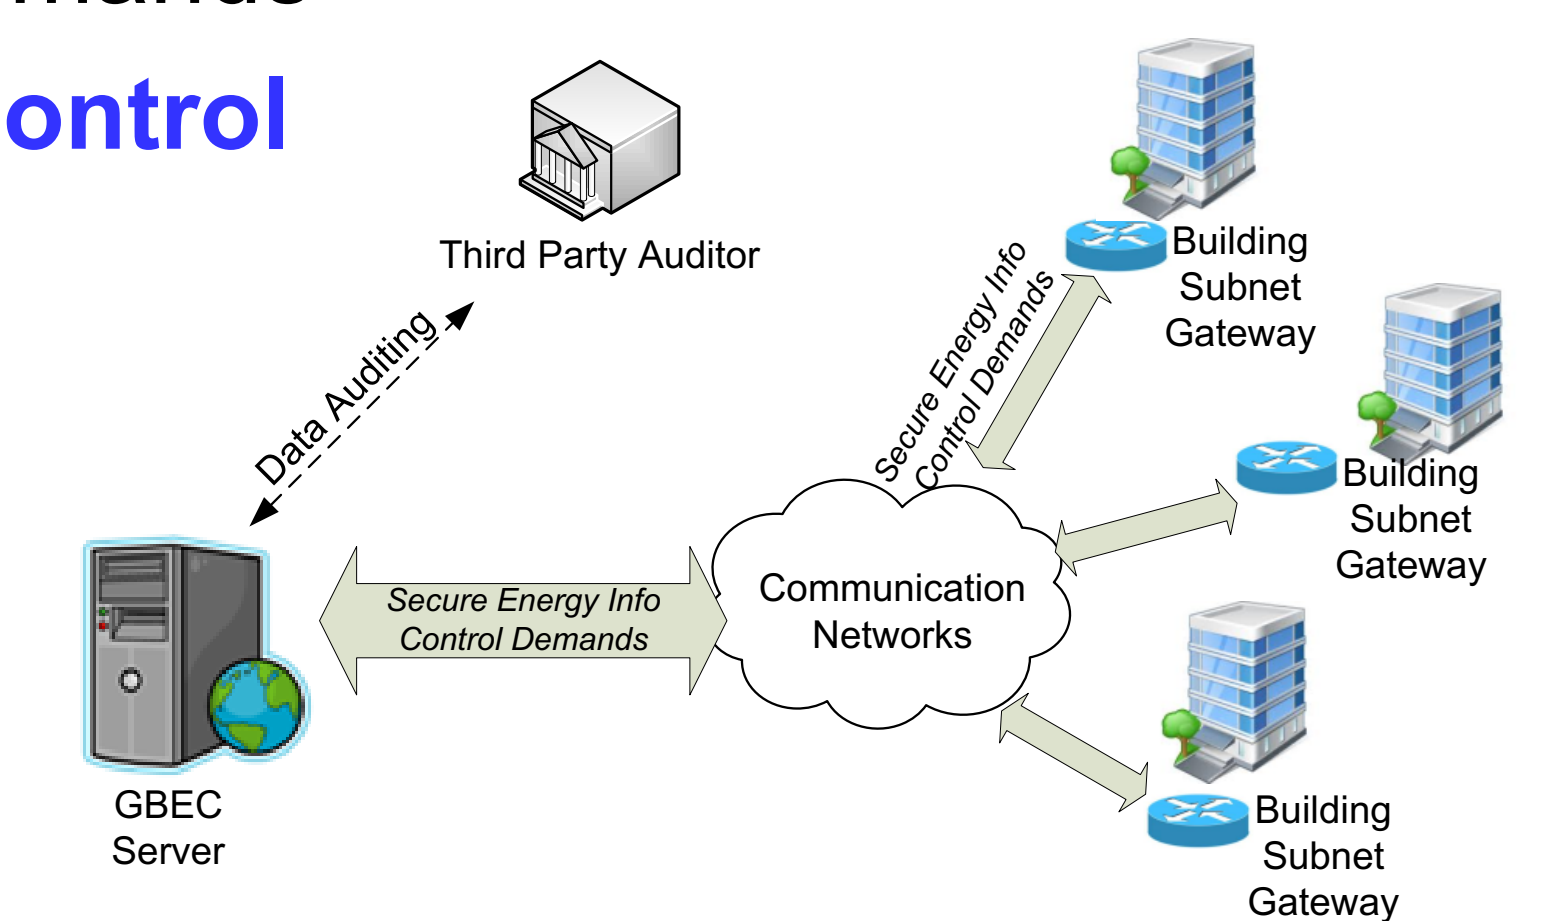 ontrol
Third Party Auditor
Data Auditing
Secure Energy Info
Control Demands
Building
Subnet
Gateway
Building
Subnet
Gateway
Secure Energy Info
Control Demands
Communication
Networks
GBEC
Server
Building
Subnet
Gateway